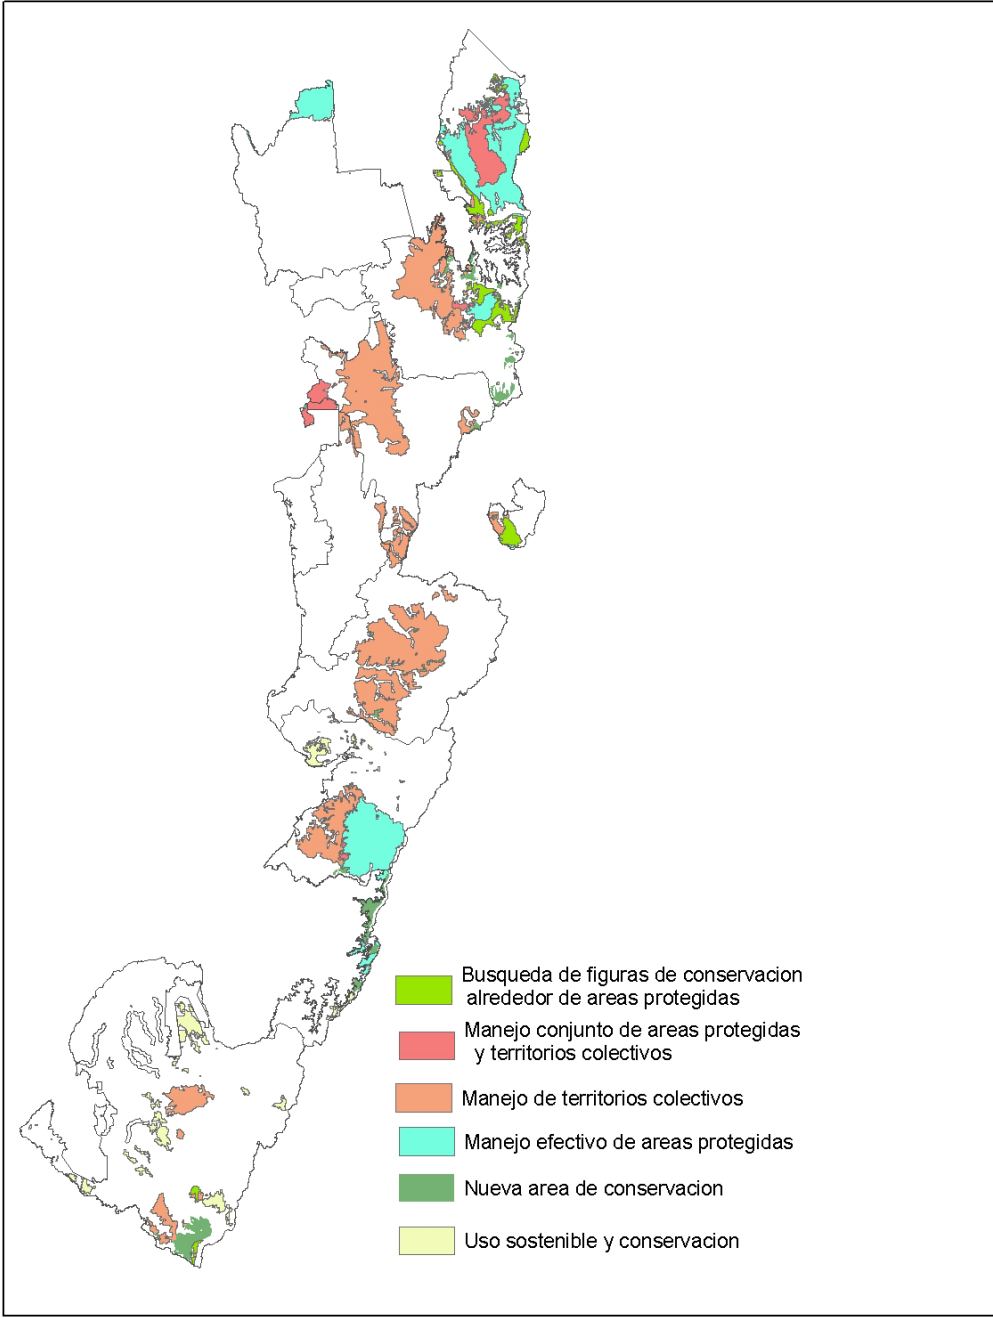 Busqueda de figuras de conservacion
alrededor de areas protegidas
Manejo conjunto de areas protegidas
y territorios colectivos
Manejo de territorios colectivos
Manejo efectivo de areas protegidas
Nueva area de conservacion
Uso sostenible y conservacion